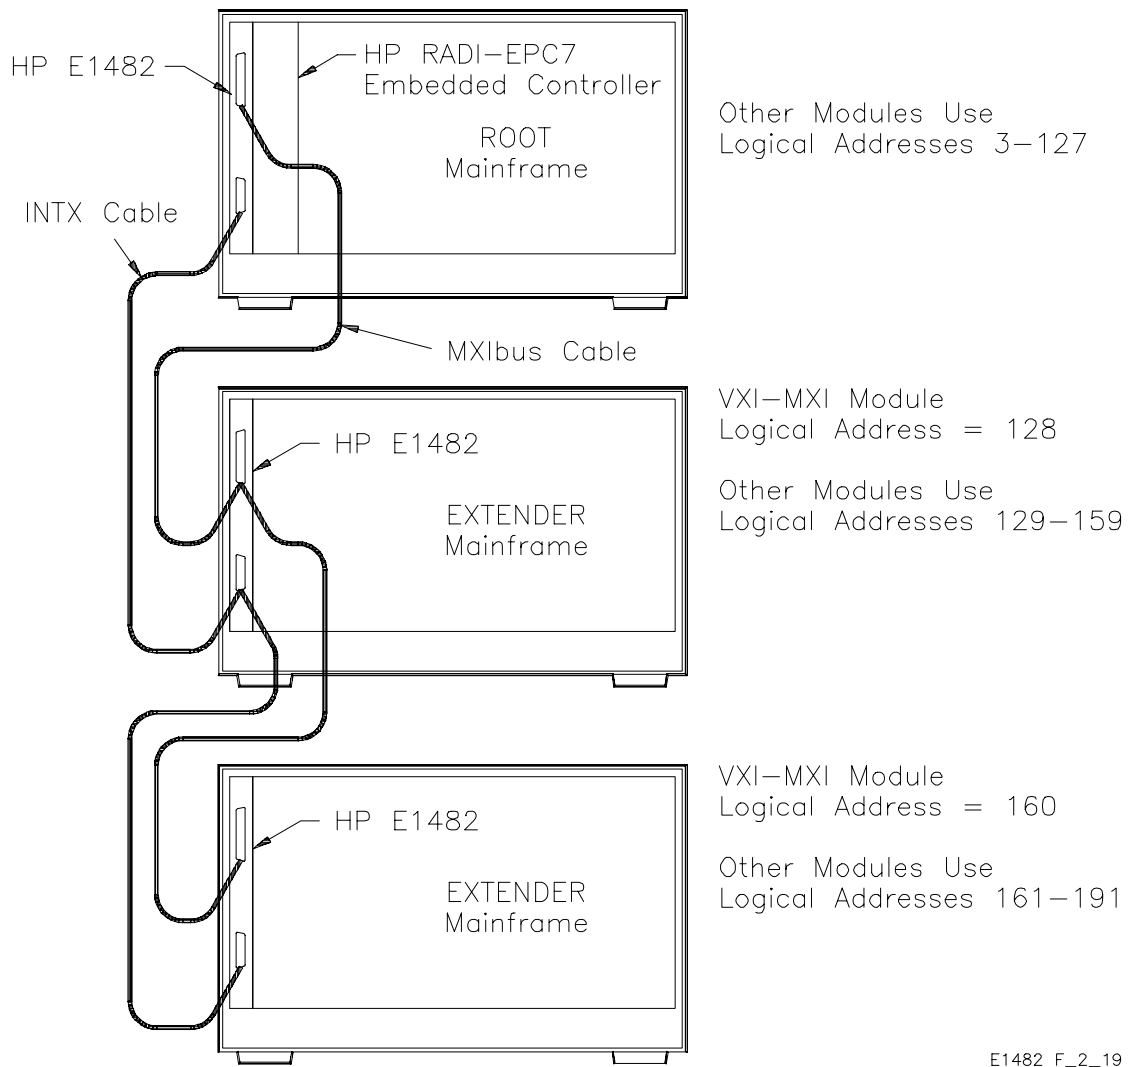 HP E1482
HP RADI-EPC7
Embedded Controller
ROOT
Mainframe
Other Modules Use
Logical Addresses 3-127
INTX Cable
MXIbus Cable
VXI-MXI Module
Logical Address = 128
HP E1482
Other Modules Use
Logical Addresses 129-159
EXTENDER
Mainframe
VXI-MXI Module
Logical Address = 160
HP E1482
Other Modules Use
Logical Addresses 161-191
EXTENDER
Mainframe
E1482 F_2_19